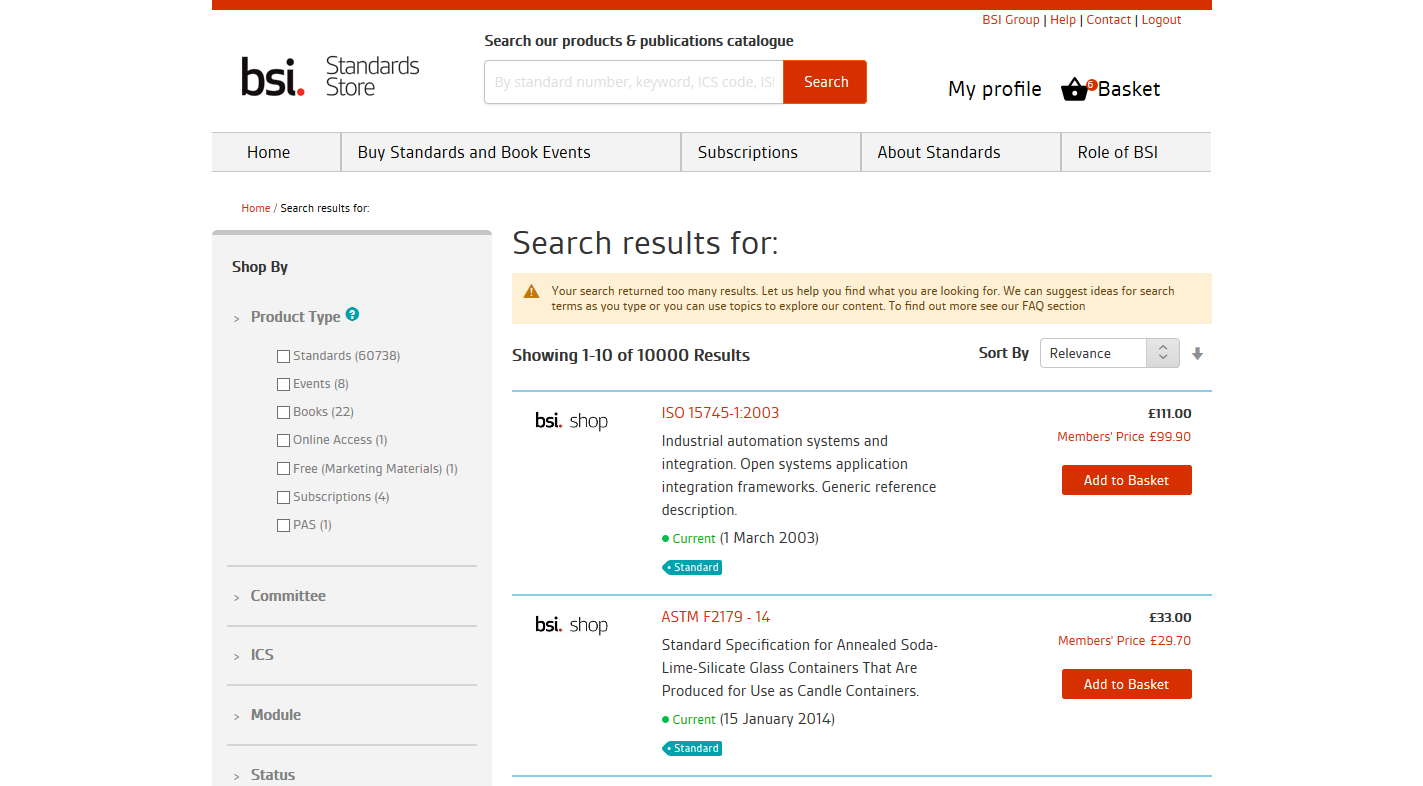 BSI Group | Help | Contact | Logout
Search our products & publications catalogue
bsi. Standards Store
By standard number, keyword, ICS code, ISI
Search
My profile
6
Basket
Home
Buy Standards and Book Events
Subscriptions
About Standards
Role of BSI
Home / Search results for:
Shop By
> Product Type ?
Standards (60738)
Events (8)
Books (22)
Online Access (1)
Free (Marketing Materials) (1)
Subscriptions (4)
PAS (1)
> Committee
> ICS
> Module
> Status
Search results for:
Your search returned too many results. Let us help you find what you are looking for. We can suggest ideas for search
terms as you type or you can use topics to explore our content. To find out more see our FAQ section
Showing 1-10 of 10000 Results
Sort By Relevance
bsi. shop
ISO 15745-1:2003
Industrial automation systems and
integration. Open systems application
integration frameworks. Generic reference
description.
Current (1 March 2003)
Standard
£111.00
Members' Price £99.90
Add to Basket
bsi. shop
ASTM F2179 - 14
Standard Specification for Annealed Soda-
Lime-Silicate Glass Containers That Are
Produced for Use as Candle Containers.
Current (15 January 2014)
Standard
£33.00
Members' Price £29.70
Add to Basket